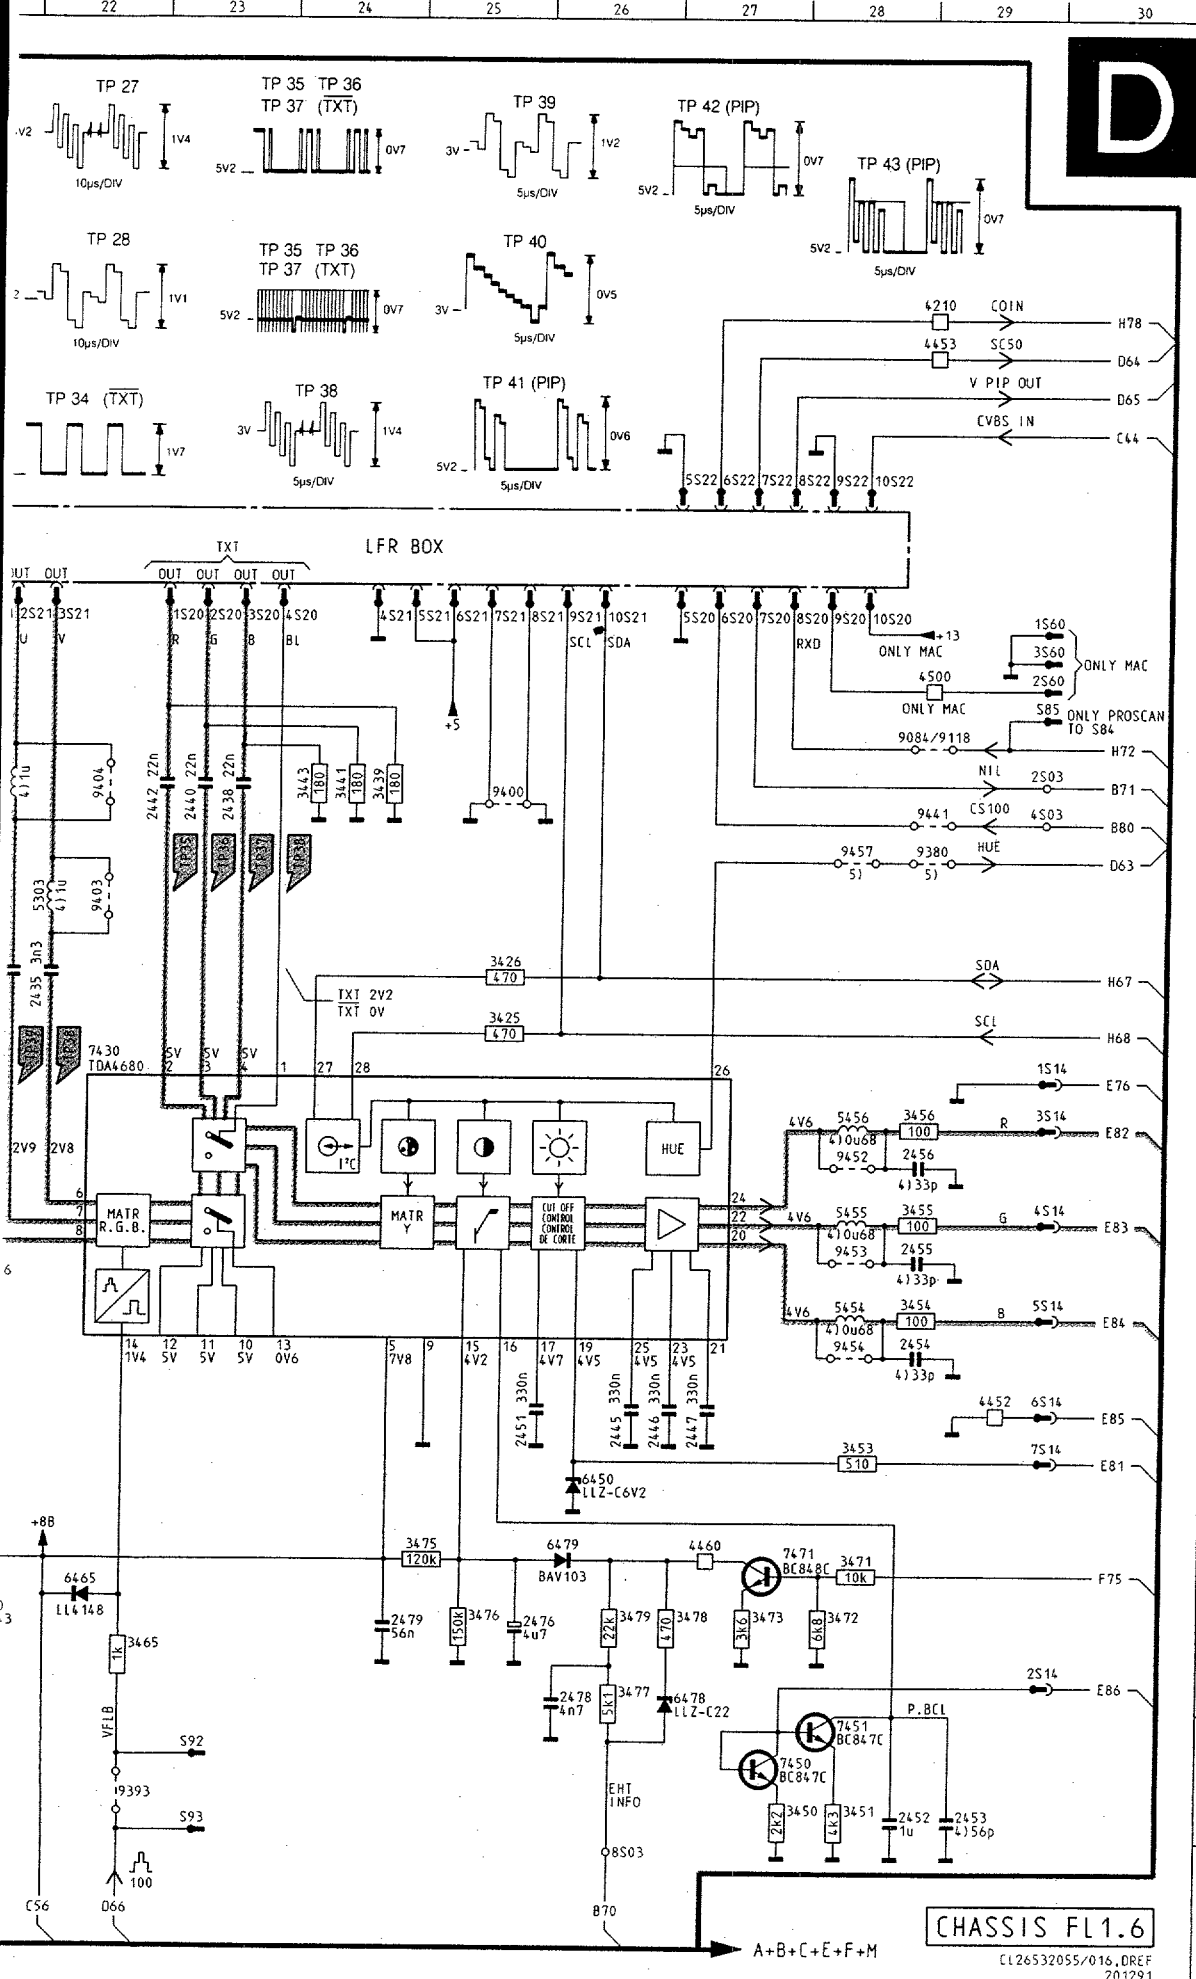 22 23 24 25 26 27 28 29 30
D
TP 27
1V4
10µs/DIV
TP 35 TP 36
TP 37 (TXT)
5V2
0V7
TP 39
3V
1V2
5µs/DIV
TP 42 (PIP)
5V2
0V7
5µs/DIV
TP 43 (PIP)
5V2
0V7
5µs/DIV
TP 28
1V1
10µs/DIV
TP 35 TP 36
TP 37 (TXT)
5V2
0V7
5µs/DIV
TP 40
3V
0V5
5µs/DIV
TP 34 (TXT)
1V7
TP 38
3V
1V4
5µs/DIV
TP 41 (PIP)
5V2
0V6
5µs/DIV
4210 COIN H78
4453 SC50 D64
V PIP OUT D65
CVBS IN C44
5S22 6S22 7S22 8S22 9S22 10S22
TXT
LFR BOX
OUT OUT OUT OUT OUT
2S21 3S21 1S20 2S20 3S20 4S20 4S21 5S21 6S21 7S21 8S21 9S21 10S21 5S20 6S20 7S20 8S20 9S20 10S20
U V R G B BL SCL SDA RXD
+13
ONLY MAC
1S60
3S60
2S60
ONLY MAC
4500
ONLY MAC
S85 ONLY PROSCAN
TO S84
+5
9084/9118 H72
NIL 2S03 B71
9441 CS100 4S03 B80
9457 9380 HUE D63
5) 5)
4)1u
9404
2442 22n
2440 22n
2438 22n
3443 180
3441 180
3439 180
9400
TP35 TP36 TP37 TP38
5303 4)1u
9403
2435 3n3
3426
470
SDA H67
TXT 2V2
TXT 0V
3425
470
SCL H68
7430
TDA4680
5V 5V 5V
2 3 4 1 27 28 26
2V9 2V8
I²C
HUE
6
7
8
MATR
R.G.B.
MATR
Y
CUT OFF
CONTROL
CONTROL
DE CORTE
24
22
20
1S14 E76
4V6 5456 3456 R 3S14 E82
4)0u68 100
9452 2456
4)33p
4V6 5455 3455 G 4S14 E83
4)0u68 100
9453 2455
4)33p
4V6 5454 3454 B 5S14 E84
4)0u68 100
9454 2454
4)33p
14 12 11 10 13 5 9 15 16 17 19 25 23 21
1V4 5V 5V 5V 0V6 7V8 4V2 4V7 4V5 4V5 4V5
2451 330n
2445 330n
2446 330n
2447 330n
4452 6S14 E85
3453 7S14 E81
510
6450
LLZ-C6V2
+8B
3475
120k
6479
BAV103
4460
7471
BC848C
3471
10k
F75
6465
LL4148
3465
1k
2479
56n
3476
150k
2476
4u7
3479
22k
3478
470
3473
3k6
3472
6k8
2478
4n7
3477
5k1
6478
LLZ-C22
2S14 E86
P.BCL
7451
BC847C
7450
BC847C
VFLB
S92
9393
S93
EHT
INFO
3450
2k2
3451
4k3
2452
1u
2453
4)56p
8S03
100
C56 D66 B70
A+B+C+E+F+M
CHASSIS FL1.6
CL26532055/016.DREF
201291